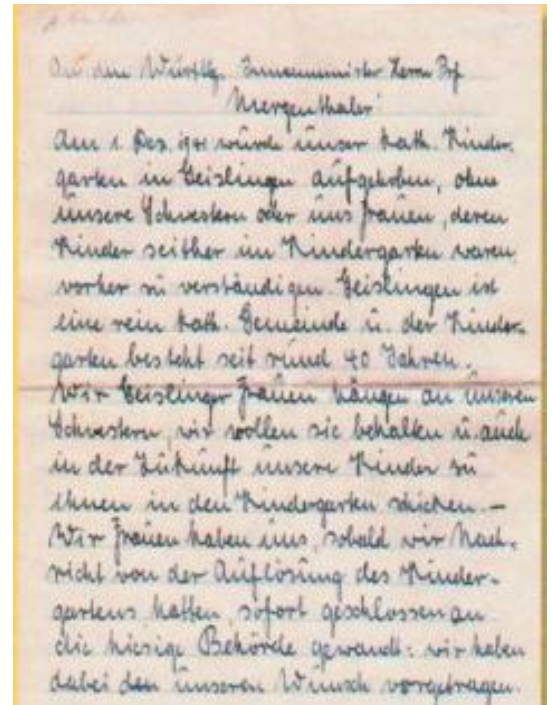 An den Württbg. Innenminister Herrn Prof.
Mergenthaler!
Am 1. Dez. 1941 wurde unser kath. Kinder-
garten in Geislingen aufgehoben, ohne
unsere Schwestern oder uns Frauen, deren
Kinder seither im Kindergarten waren,
vorher zu verständigen. Geislingen ist
eine rein kath. Gemeinde u. der Kinder-
garten besteht seit rund 40 Jahren.
Wir Geislinger Frauen hängen an unseren
Schwestern, wir wollen sie behalten u. auch
in der Zukunft unsere Kinder zu
ihnen in den Kindergarten schicken. —
Wir Frauen haben uns, sobald wir Nach-
richt von der Auflösung des Kinder-
gartens hatten, sofort geschlossen an
die hiesige Behörde gewandt: wir haben
dabei den unseren Wunsch vorgetragen.